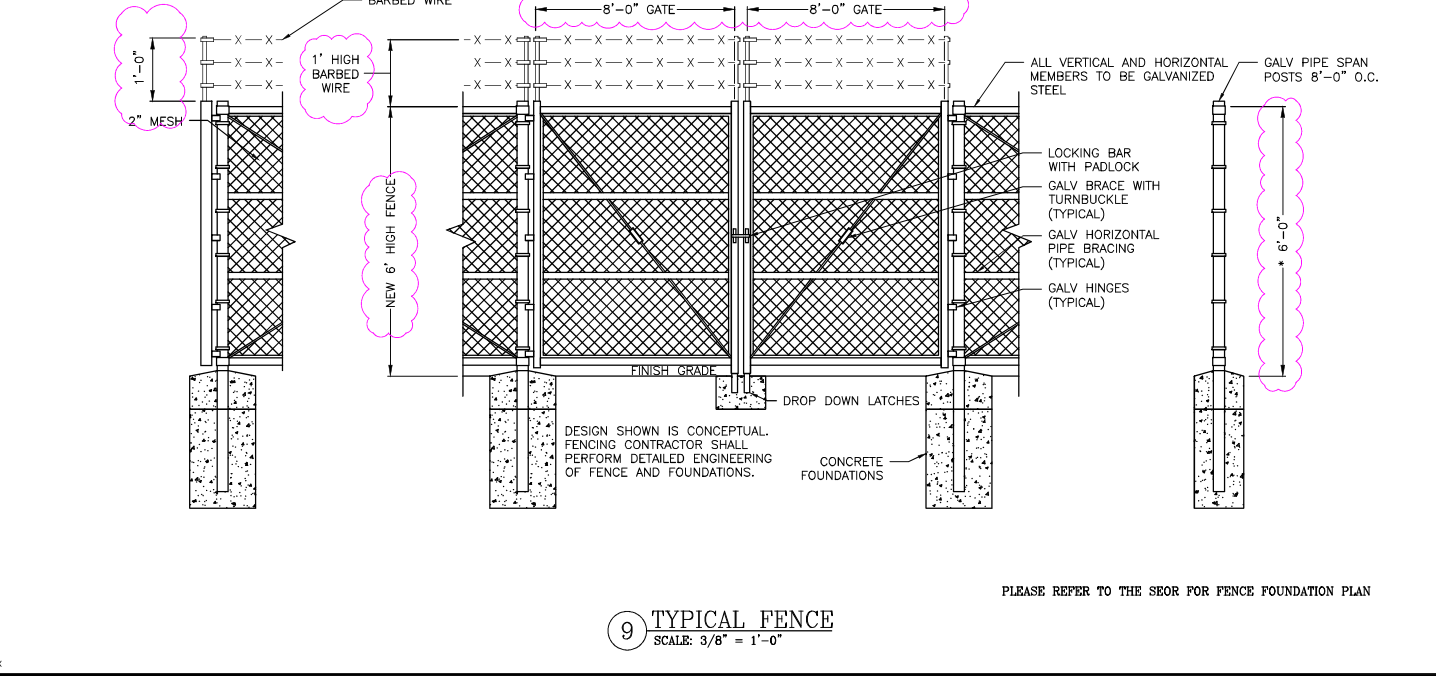 BARBED WIRE
8'-0" GATE
8'-0" GATE
1'-0"
1' HIGH
BARBED
WIRE
ALL VERTICAL AND HORIZONTAL
MEMBERS TO BE GALVANIZED
STEEL
GALV PIPE SPAN
POSTS 8'-0" O.C.
2" MESH
LOCKING BAR
WITH PADLOCK
GALV BRACE WITH
TURNBUCKLE
(TYPICAL)
NEW 6' HIGH FENCE
GALV HORIZONTAL
PIPE BRACING
(TYPICAL)
* 6'-0"
GALV HINGES
(TYPICAL)
FINISH GRADE
DROP DOWN LATCHES
DESIGN SHOWN IS CONCEPTUAL.
FENCING CONTRACTOR SHALL
PERFORM DETAILED ENGINEERING
OF FENCE AND FOUNDATIONS.
CONCRETE
FOUNDATIONS
PLEASE REFER TO THE SEOR FOR FENCE FOUNDATION PLAN
9 TYPICAL FENCE
SCALE: 3/8" = 1'-0"